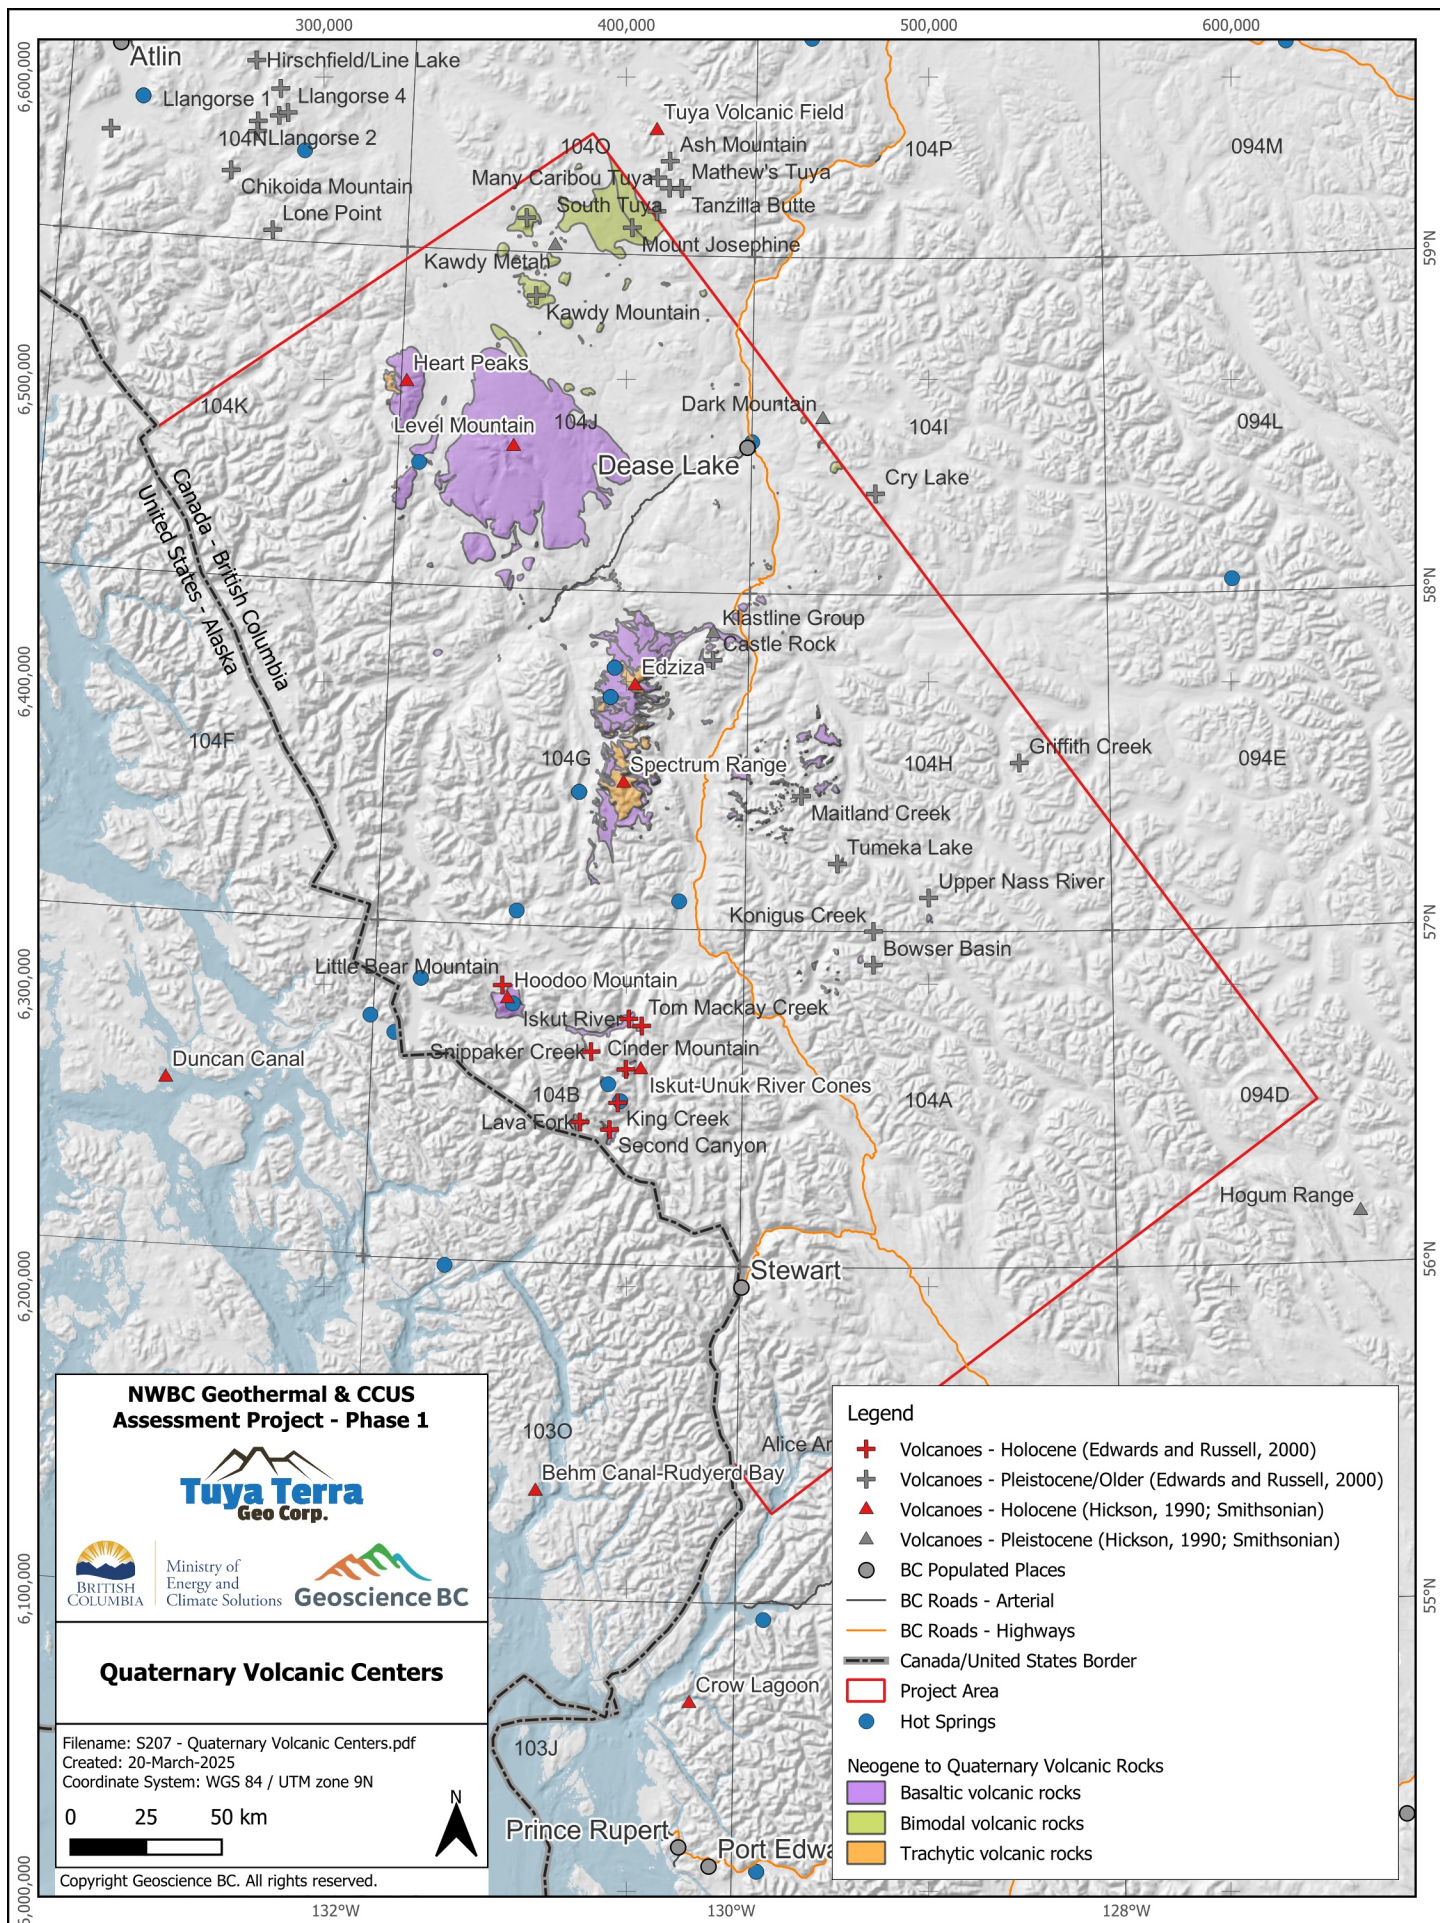 300,000
400,000
500,000
600,000
6,600,000
6,500,000
6,400,000
6,300,000
6,200,000
6,100,000
6,000,000
59°N
58°N
57°N
56°N
55°N
132°W
130°W
128°W
Atlin
Hirschfield/Line Lake
Llangorse 1
Llangorse 4
104N
Llangorse 2
Chikoida Mountain
Lone Point
Tuya Volcanic Field
104O
Ash Mountain
104P
094M
Many Caribou Tuya
Mathew's Tuya
South Tuya
Tanzilla Butte
Mount Josephine
Kawdy Metah
Kawdy Mountain
Heart Peaks
104K
Level Mountain
104J
Dark Mountain
104I
094L
Dease Lake
Cry Lake
Canada - British Columbia
United States - Alaska
Klastline Group
Castle Rock
Edziza
104F
104G
Spectrum Range
104H
Griffith Creek
094E
Maitland Creek
Tumeka Lake
Upper Nass River
Konigus Creek
Bowser Basin
Little Bear Mountain
Hoodoo Mountain
Iskut River
Tom Mackay Creek
Snippaker Creek
Cinder Mountain
Duncan Canal
104B
Iskut-Unuk River Cones
104A
094D
Lava Fork
King Creek
Second Canyon
Hogum Range
Stewart
103O
Alice Ar
Behm Canal-Rudyerd Bay
Crow Lagoon
103J
Prince Rupert
Port Edwa
NWBC Geothermal & CCUS
Assessment Project - Phase 1
Tuya Terra
Geo Corp.
BRITISH
COLUMBIA
Ministry of
Energy and
Climate Solutions
Geoscience BC
Quaternary Volcanic Centers
Filename: S207 - Quaternary Volcanic Centers.pdf
Created: 20-March-2025
Coordinate System: WGS 84 / UTM zone 9N
0 25 50 km
N
Copyright Geoscience BC. All rights reserved.
Legend
Volcanoes - Holocene (Edwards and Russell, 2000)
Volcanoes - Pleistocene/Older (Edwards and Russell, 2000)
Volcanoes - Holocene (Hickson, 1990; Smithsonian)
Volcanoes - Pleistocene (Hickson, 1990; Smithsonian)
BC Populated Places
BC Roads - Arterial
BC Roads - Highways
Canada/United States Border
Project Area
Hot Springs
Neogene to Quaternary Volcanic Rocks
Basaltic volcanic rocks
Bimodal volcanic rocks
Trachytic volcanic rocks